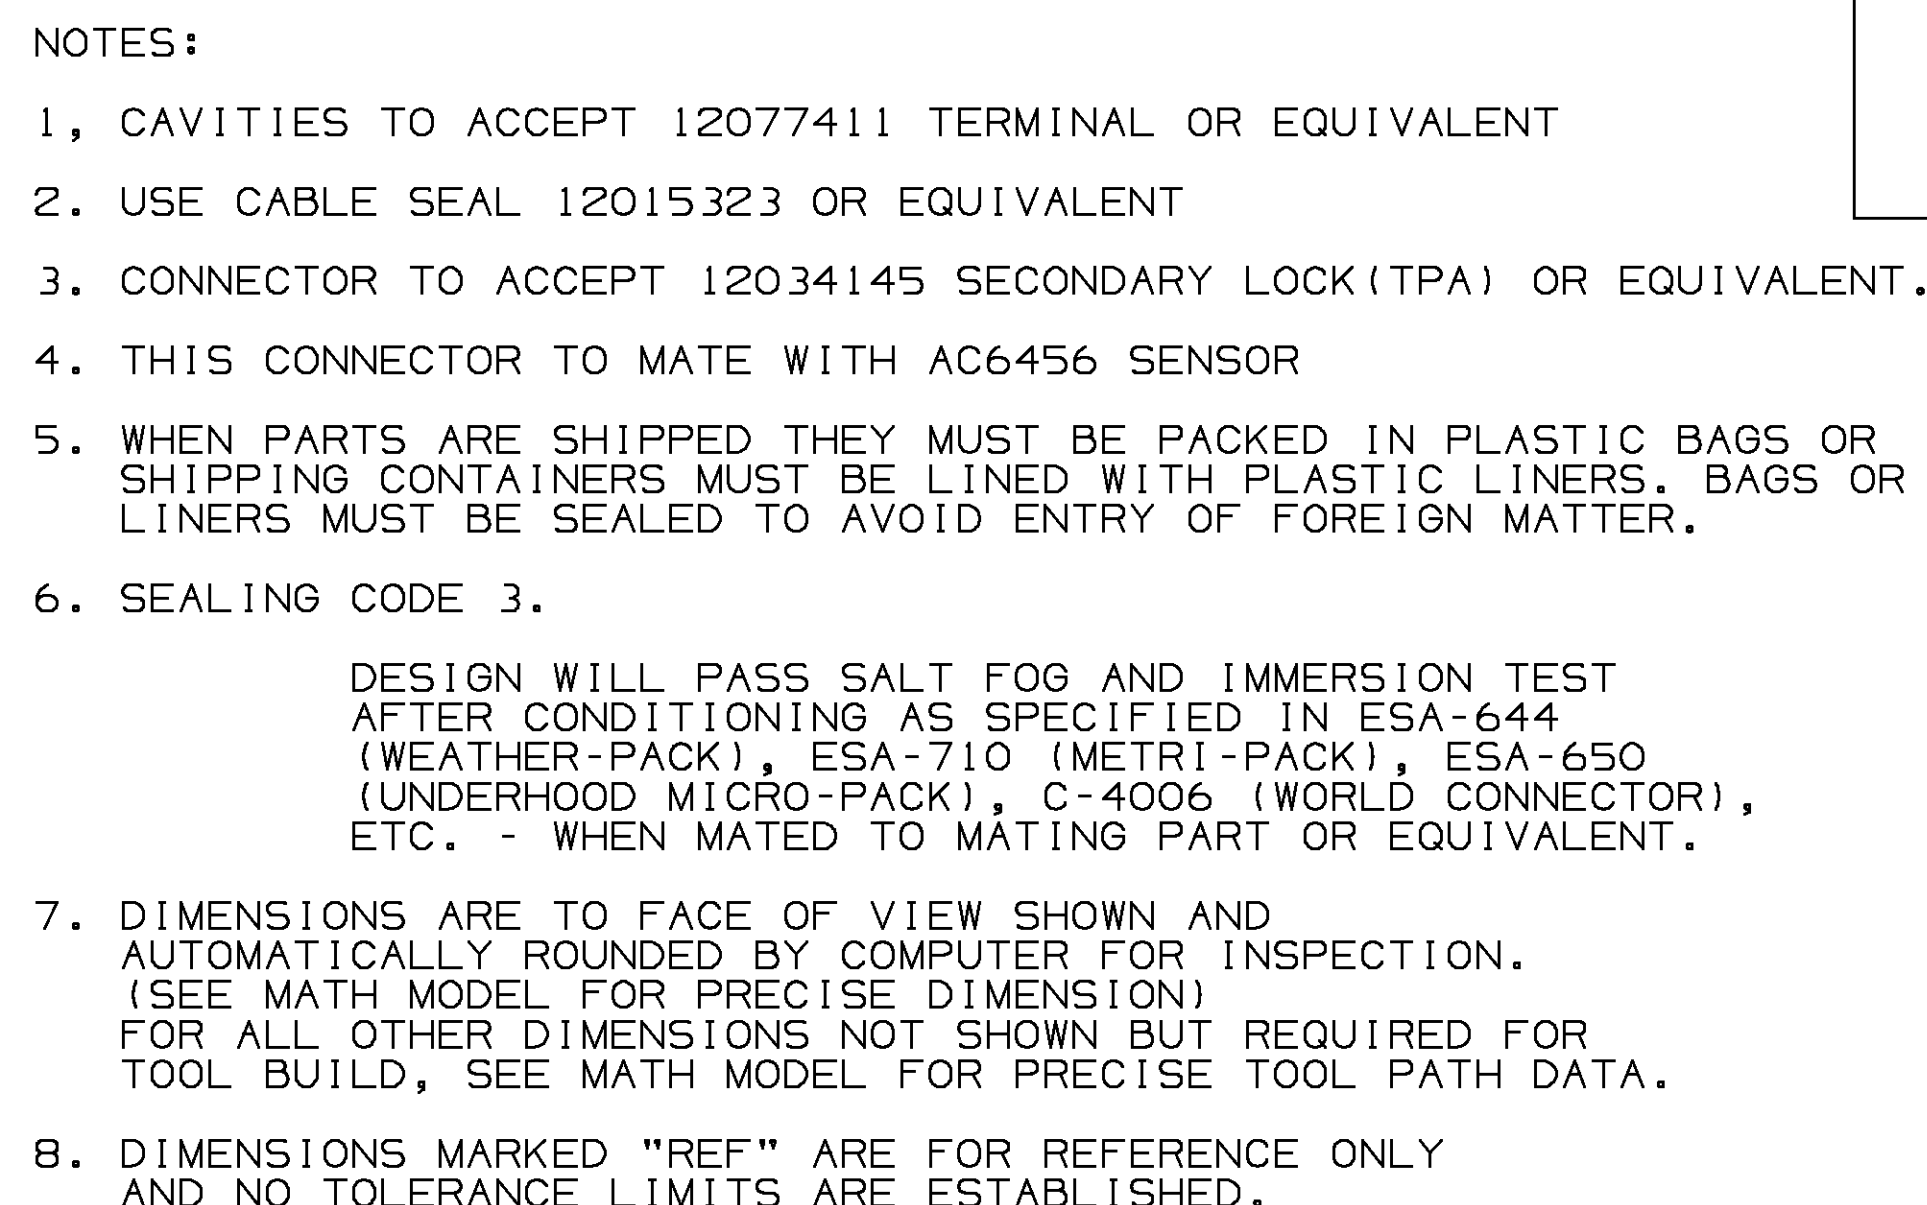 NOTES:
1, CAVITIES TO ACCEPT 12077411 TERMINAL OR EQUIVALENT
2. USE CABLE SEAL 12015323 OR EQUIVALENT
3. CONNECTOR TO ACCEPT 12034145 SECONDARY LOCK(TPA) OR EQUIVALENT.
4. THIS CONNECTOR TO MATE WITH AC6456 SENSOR
5. WHEN PARTS ARE SHIPPED THEY MUST BE PACKED IN PLASTIC BAGS OR
SHIPPING CONTAINERS MUST BE LINED WITH PLASTIC LINERS. BAGS OR
LINERS MUST BE SEALED TO AVOID ENTRY OF FOREIGN MATTER.
6. SEALING CODE 3.
DESIGN WILL PASS SALT FOG AND IMMERSION TEST
AFTER CONDITIONING AS SPECIFIED IN ESA-644
(WEATHER-PACK), ESA-710 (METRI-PACK), ESA-650
(UNDERHOOD MICRO-PACK), C-4006 (WORLD CONNECTOR),
ETC. - WHEN MATED TO MATING PART OR EQUIVALENT.
7. DIMENSIONS ARE TO FACE OF VIEW SHOWN AND
AUTOMATICALLY ROUNDED BY COMPUTER FOR INSPECTION.
(SEE MATH MODEL FOR PRECISE DIMENSION)
FOR ALL OTHER DIMENSIONS NOT SHOWN BUT REQUIRED FOR
TOOL BUILD, SEE MATH MODEL FOR PRECISE TOOL PATH DATA.
8. DIMENSIONS MARKED "REF" ARE FOR REFERENCE ONLY
AND NO TOLERANCE LIMITS ARE ESTABLISHED.